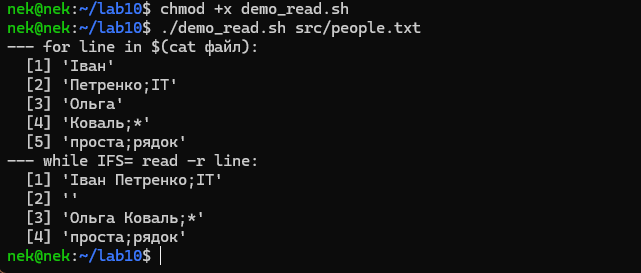 nek@nek:~/lab10$ chmod +x demo_read.sh
nek@nek:~/lab10$ ./demo_read.sh src/people.txt
--- for line in $(cat файл):
  [1] 'Іван'
  [2] 'Петренко;IT'
  [3] 'Ольга'
  [4] 'Коваль;*'
  [5] 'проста;рядок'
--- while IFS= read -r line:
  [1] 'Іван Петренко;IT'
  [2] ''
  [3] 'Ольга Коваль;*'
  [4] 'проста;рядок'
nek@nek:~/lab10$